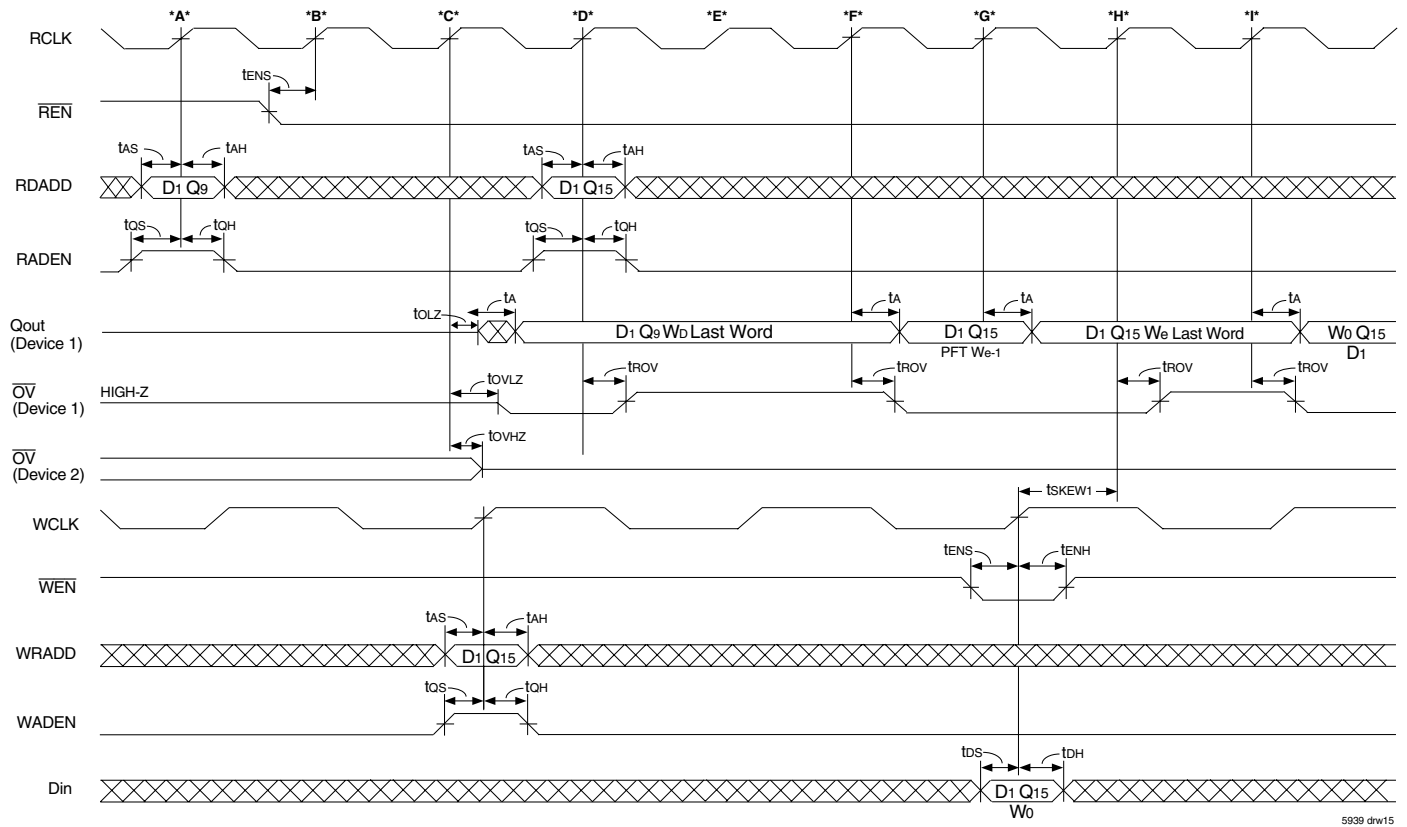 *A* *B* *C* *D* *E* *F* *G* *H* *I*
RCLK
tENS
REN
tAS tAH tAS tAH
RDADD D1 Q9 D1 Q15
tQS tQH tQS tQH
RADEN
tOLZ tA tA tA tA
Qout D1 Q9 WD Last Word D1 Q15 D1 Q15 We Last Word W0 Q15
(Device 1) PFT We-1 D1
tOVLZ tROV tROV tROV tROV
OV HIGH-Z
(Device 1)
tOVHZ
OV
(Device 2)
tSKEW1
WCLK
tENS tENH
WEN
tAS tAH
WRADD D1 Q15
tQS tQH
WADEN
tDS tDH
Din D1 Q15
W0
5939 drw15